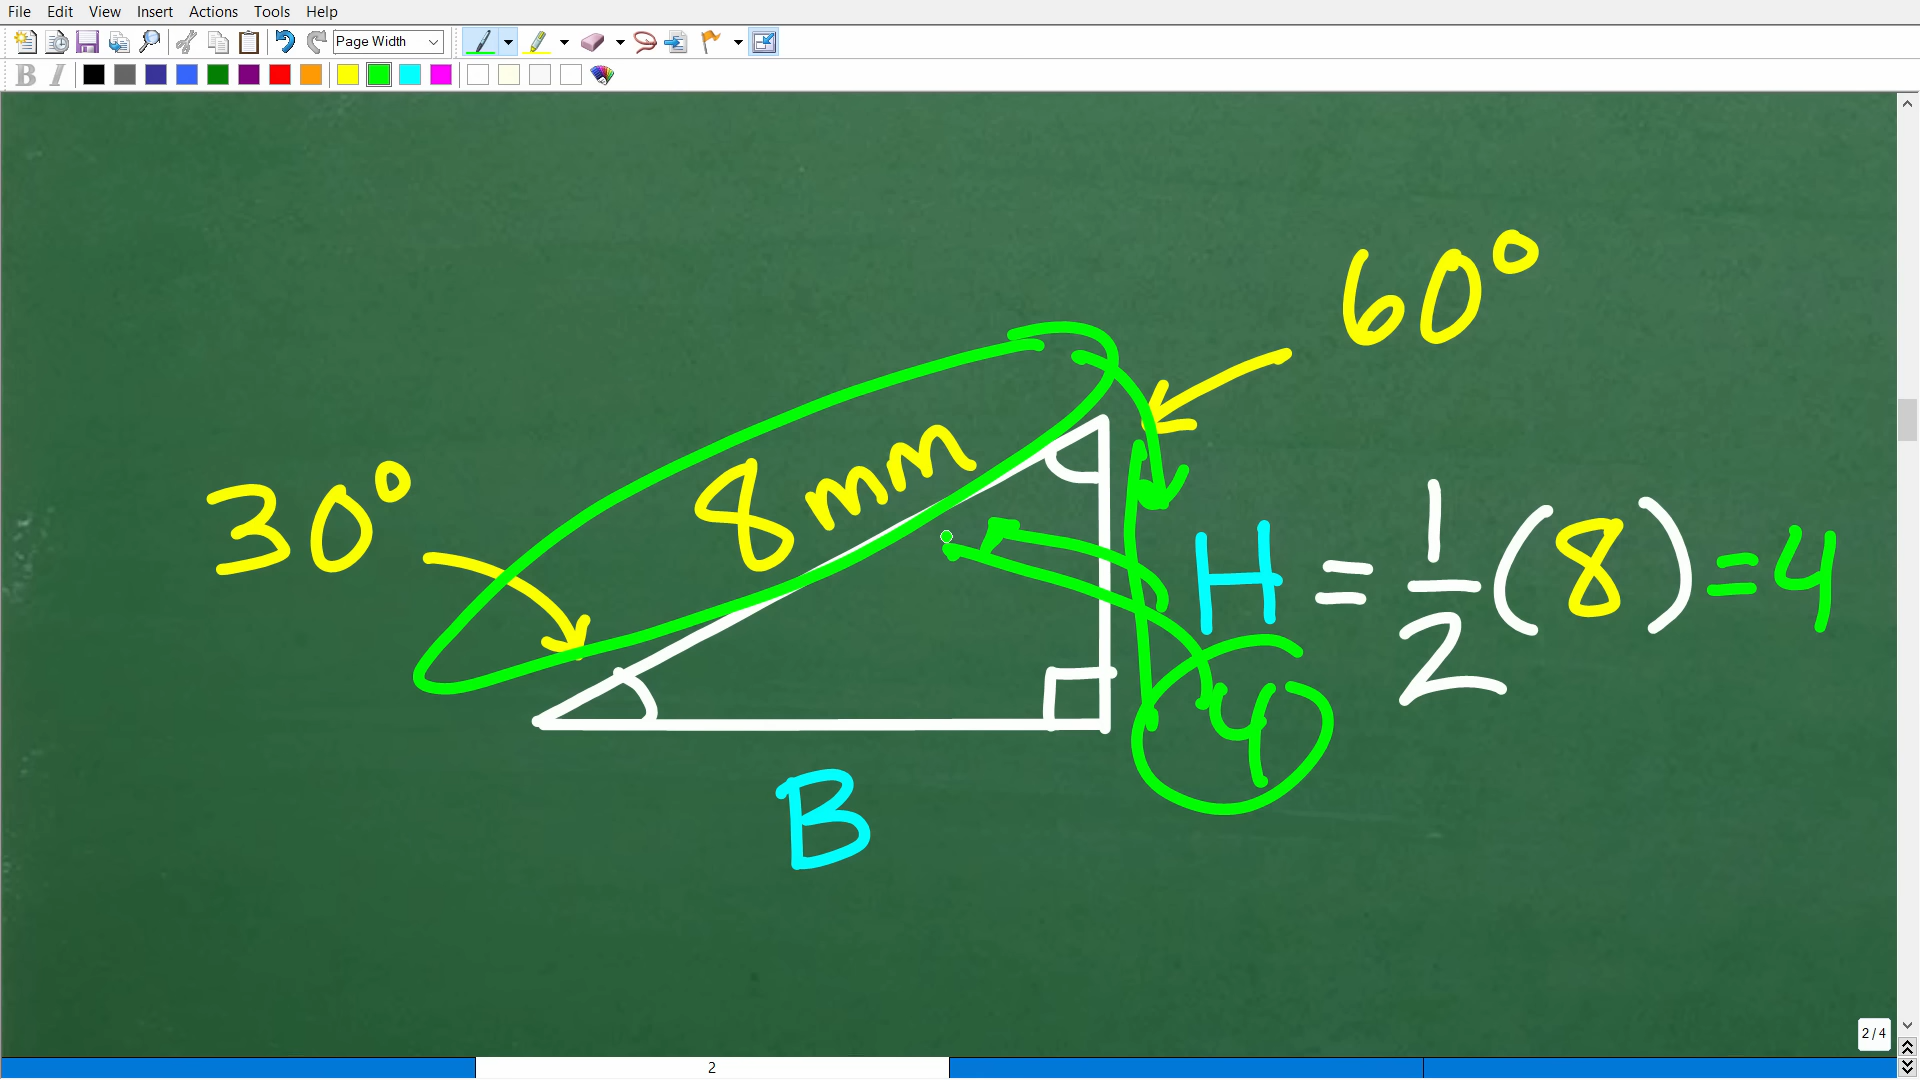 File Edit View Insert Actions Tools Help
Page Width
B I
60°
30°
8mm
H = 1/2 (8) = 4
4
B
2 / 4
2